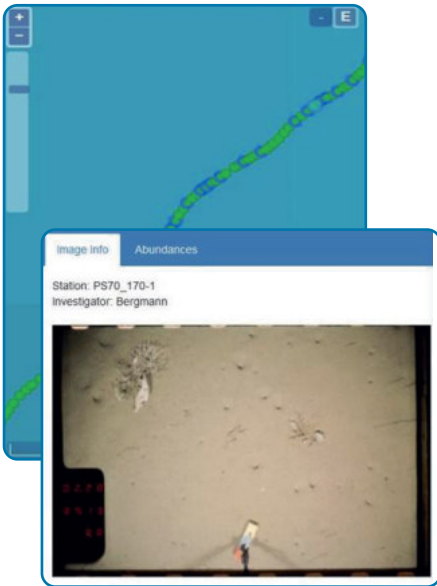 +
-
- E
Image Info Abundances
Station: PS70_170-1
Investigator: Bergmann